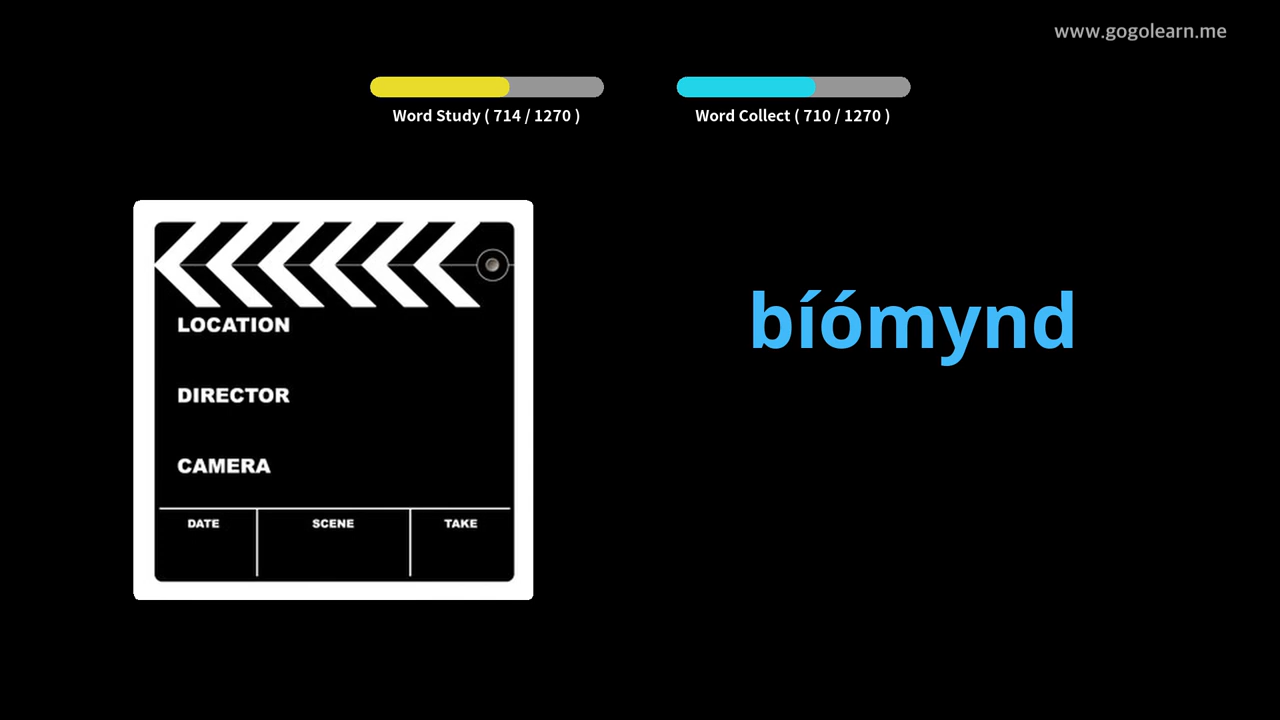 www.gogolearn.me
Word Study ( 714 / 1270 )
Word Collect ( 710 / 1270 )
LOCATION
DIRECTOR
CAMERA
DATE
SCENE
TAKE
bíómynd